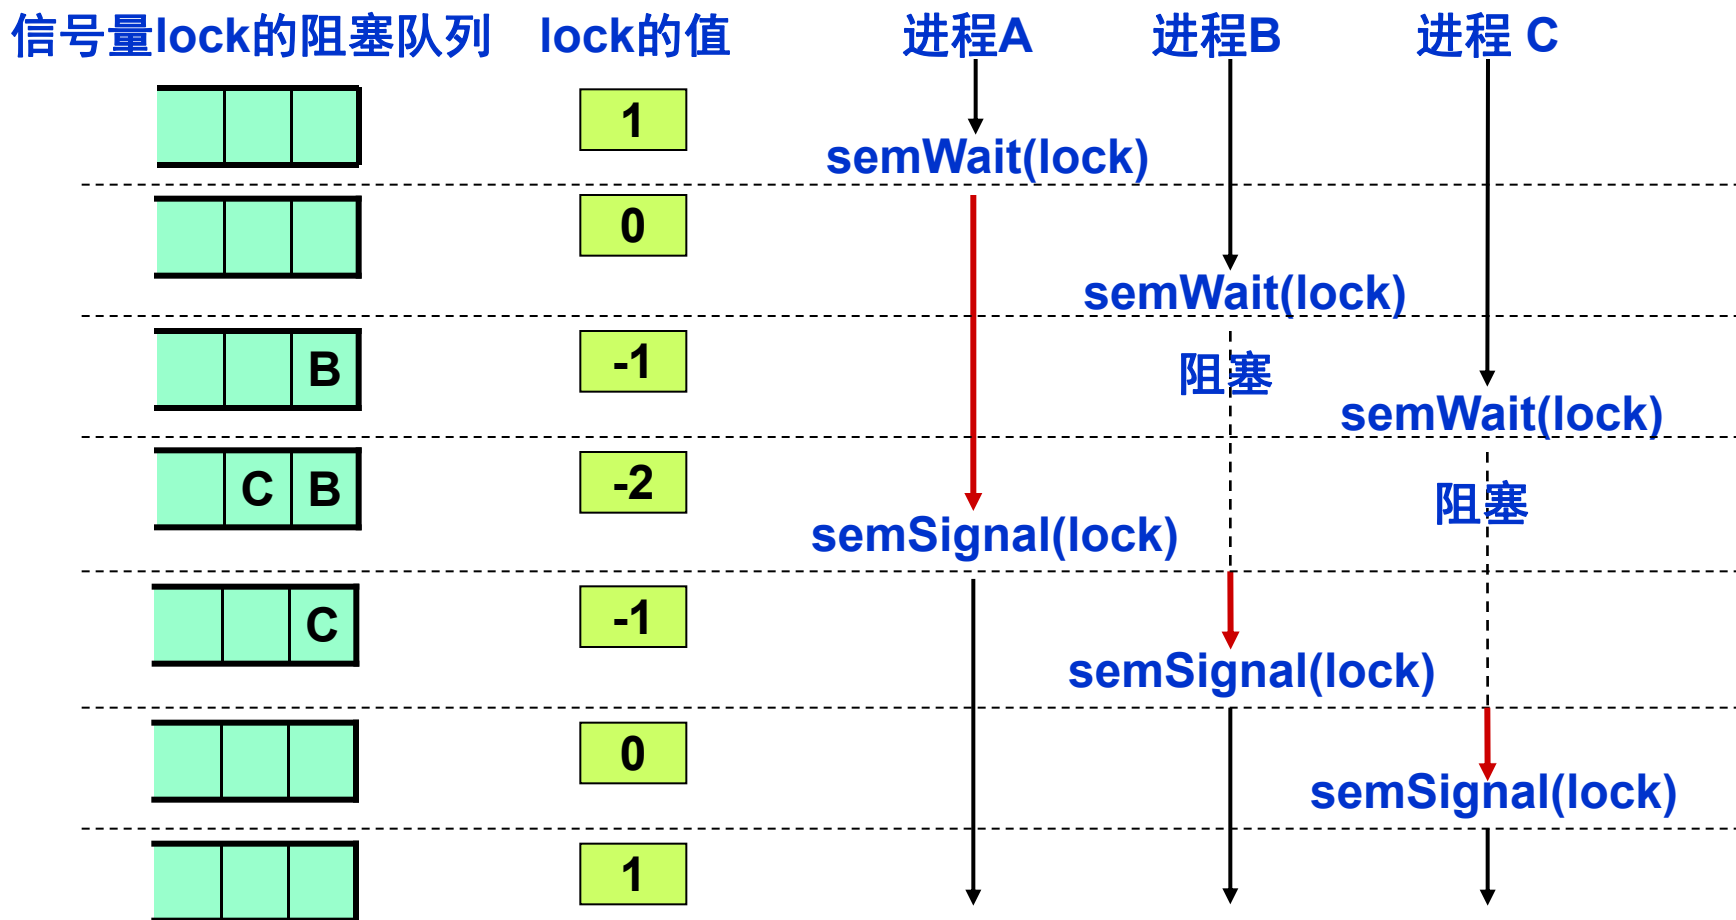 信号量lock的阻塞队列 lock的值 进程A 进程B 进程 C
1
semWait(lock)
0
semWait(lock)
B -1 阻塞
semWait(lock)
C B -2 阻塞
semSignal(lock)
C -1
semSignal(lock)
0
semSignal(lock)
1